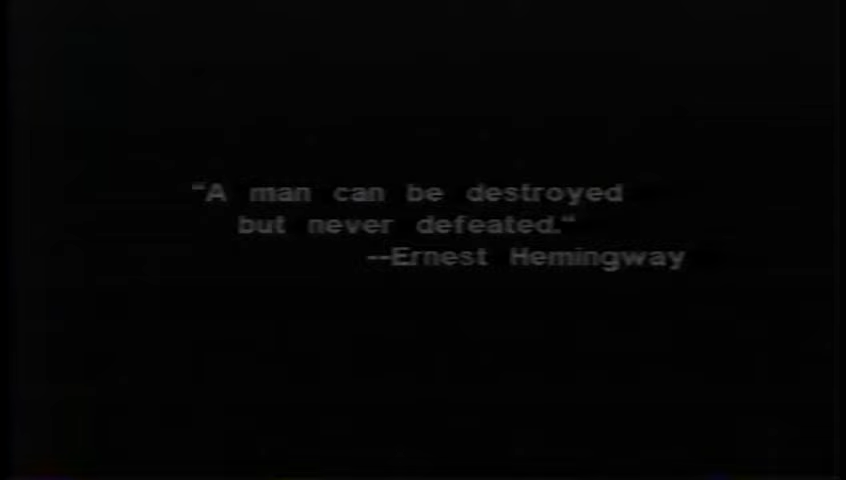 "A man can be destroyed
but never defeated."
--Ernest Hemingway